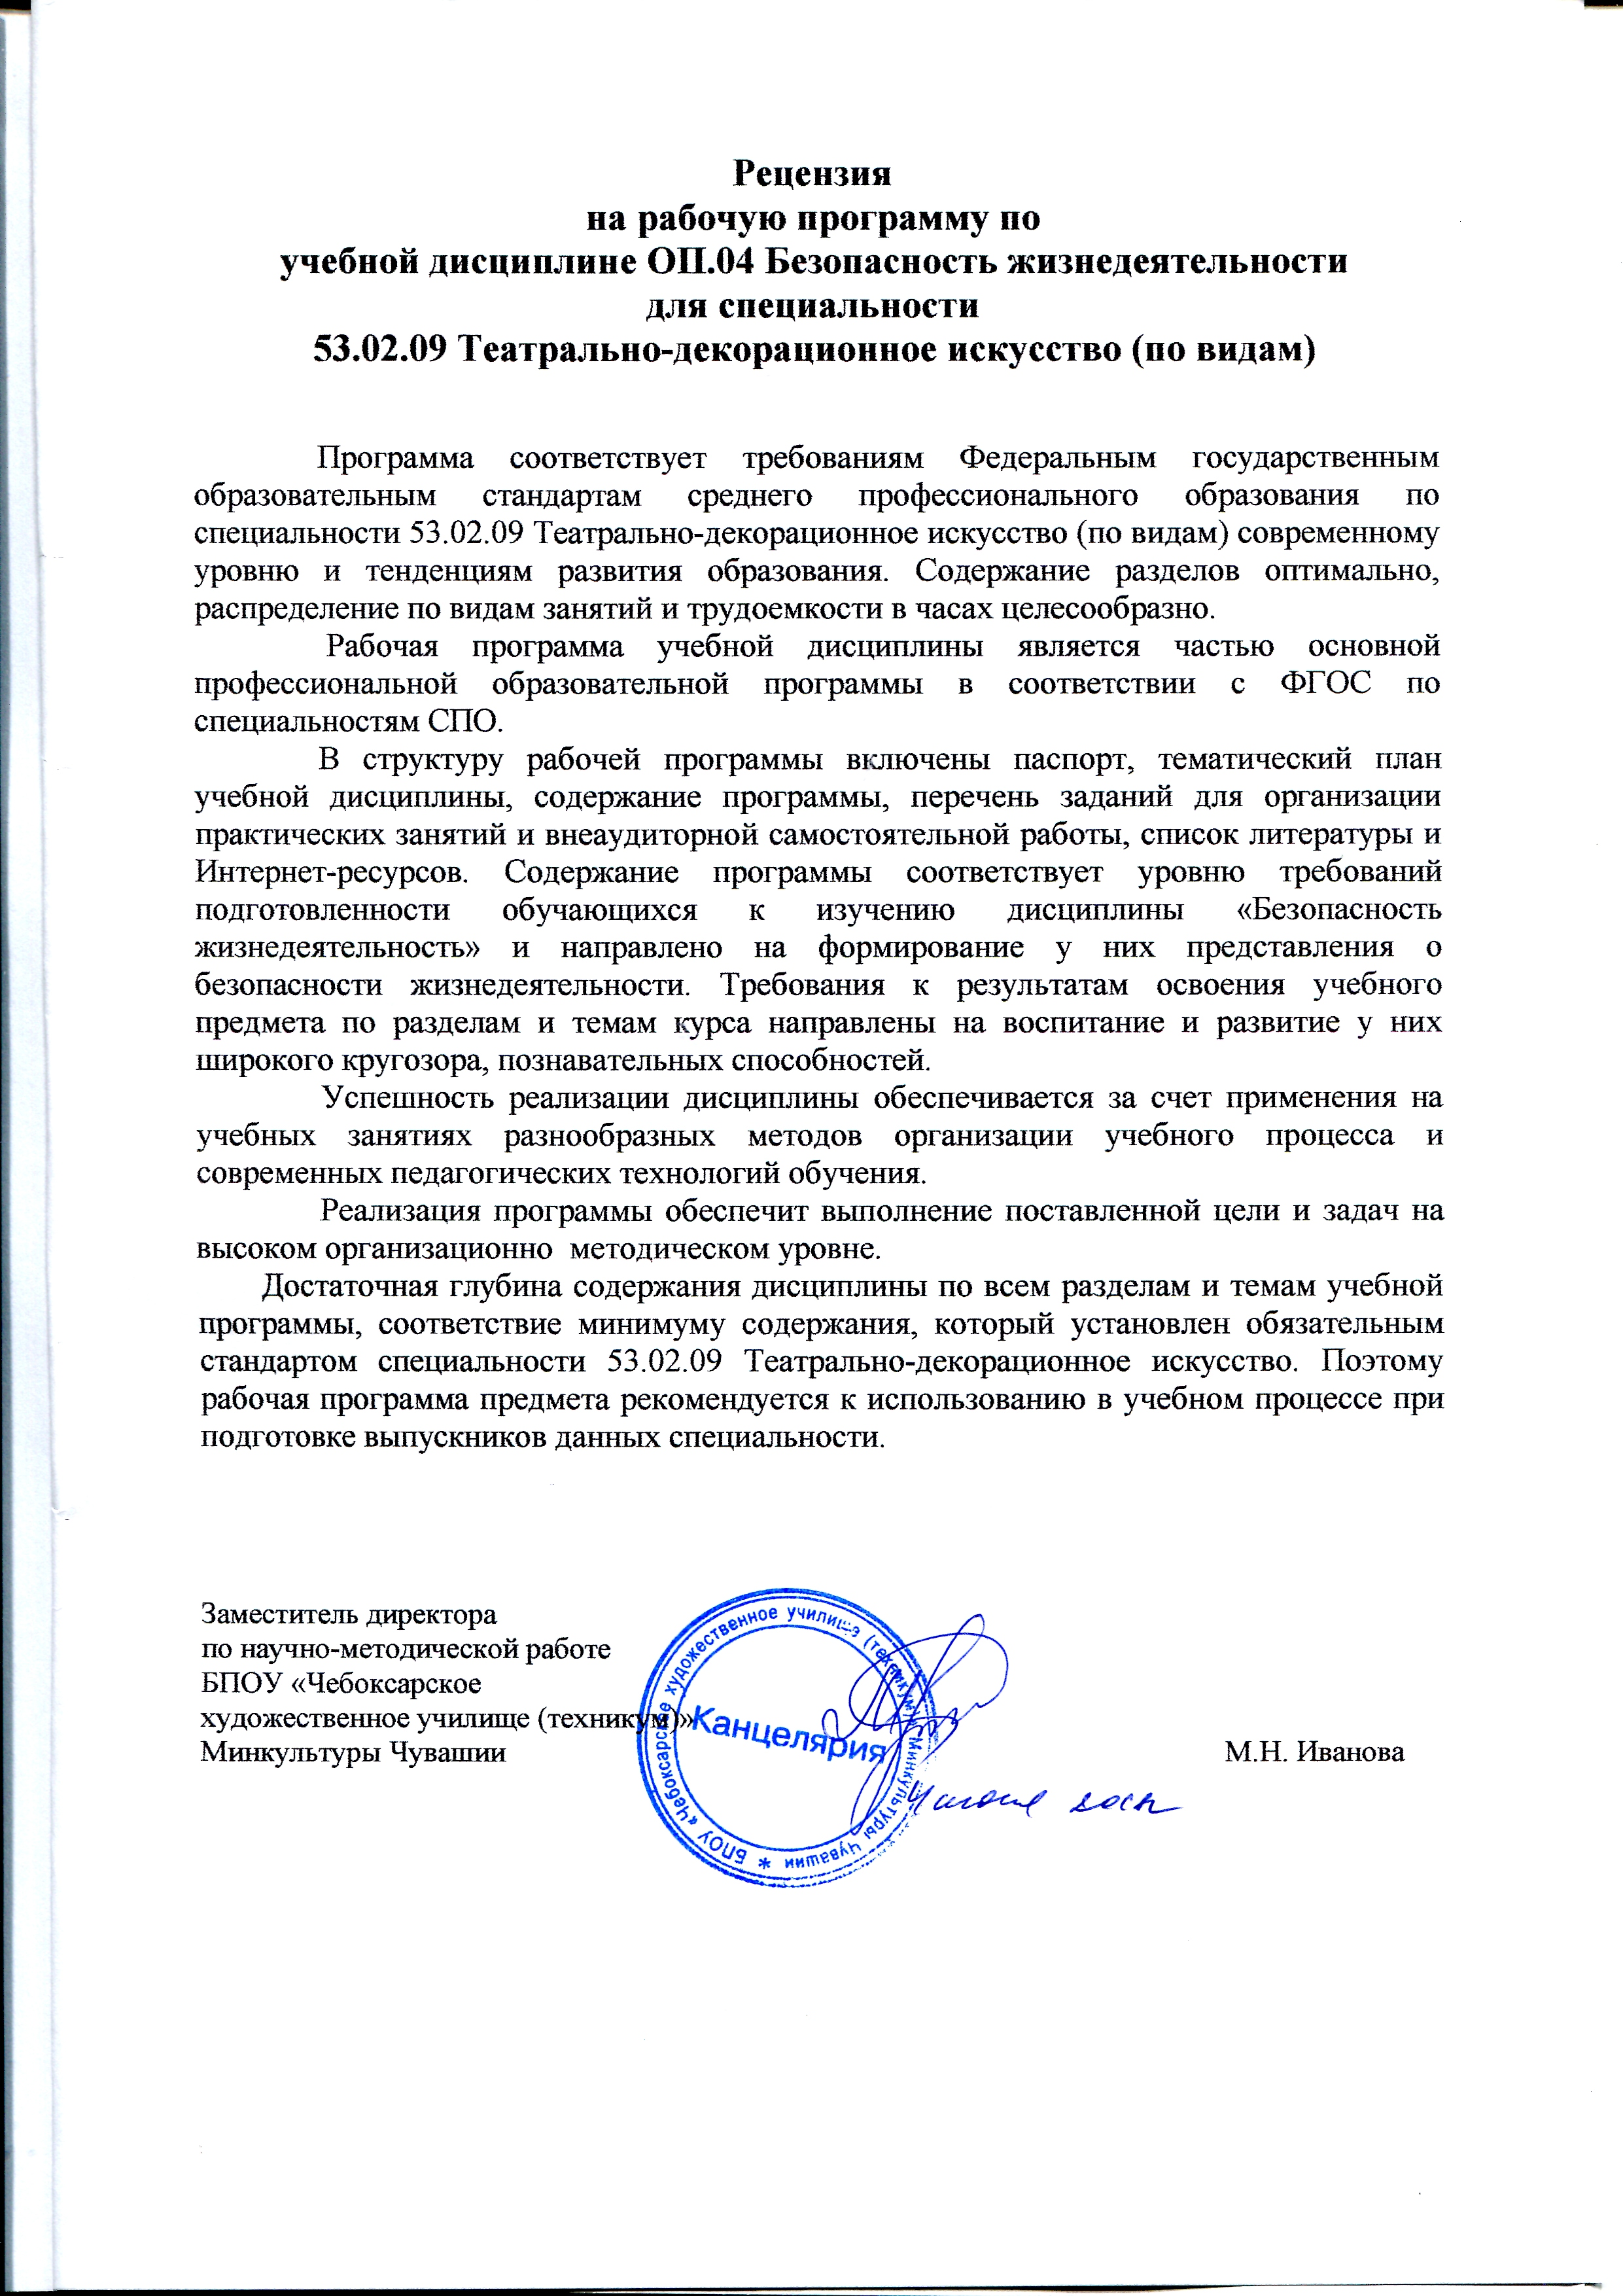 Рецензия
на рабочую программу по
учебной дисциплине ОП.04 Безопасность жизнедеятельности
для специальности
53.02.09 Театрально-декорационное искусство (по видам)
Программа соответствует требованиям Федеральным государственным
образовательным стандартам среднего профессионального образования по
специальности 53.02.09 Театрально-декорационное искусство (по видам) современному
уровню и тенденциям развития образования. Содержание разделов оптимально,
распределение по видам занятий и трудоемкости в часах целесообразно.
Рабочая программа учебной дисциплины является частью основной
профессиональной образовательной программы в соответствии с ФГОС по
специальностям СПО.
В структуру рабочей программы включены паспорт, тематический план
учебной дисциплины, содержание программы, перечень заданий для организации
практических занятий и внеаудиторной самостоятельной работы, список литературы и
Интернет-ресурсов. Содержание программы соответствует уровню требований
подготовленности обучающихся к изучению дисциплины «Безопасность
жизнедеятельность» и направлено на формирование у них представления о
безопасности жизнедеятельности. Требования к результатам освоения учебного
предмета по разделам и темам курса направлены на воспитание и развитие у них
широкого кругозора, познавательных способностей.
Успешность реализации дисциплины обеспечивается за счет применения на
учебных занятиях разнообразных методов организации учебного процесса и
современных педагогических технологий обучения.
Реализация программы обеспечит выполнение поставленной цели и задач на
высоком организационно методическом уровне.
Достаточная глубина содержания дисциплины по всем разделам и темам учебной
программы, соответствие минимуму содержания, который установлен обязательным
стандартом специальности 53.02.09 Театрально-декорационное искусство. Поэтому
рабочая программа предмета рекомендуется к использованию в учебном процессе при
подготовке выпускников данных специальности.
Заместитель директора
по научно-методической работе
БПОУ «Чебоксарское
художественное училище (техникум)»
Минкультуры Чувашии
М.Н. Иванова
БПОУ «Чебоксарское художественное училище (техникум)» Минкультуры Чувашии *
Канцелярия